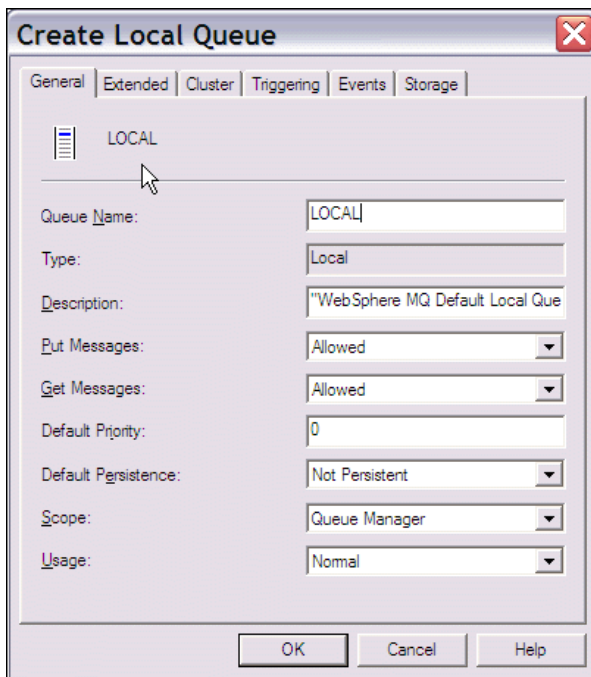 Create Local Queue
General Extended Cluster Triggering Events Storage
LOCAL
Queue Name: LOCAL
Type: Local
Description: "WebSphere MQ Default Local Que
Put Messages: Allowed
Get Messages: Allowed
Default Priority: 0
Default Persistence: Not Persistent
Scope: Queue Manager
Usage: Normal
OK Cancel Help